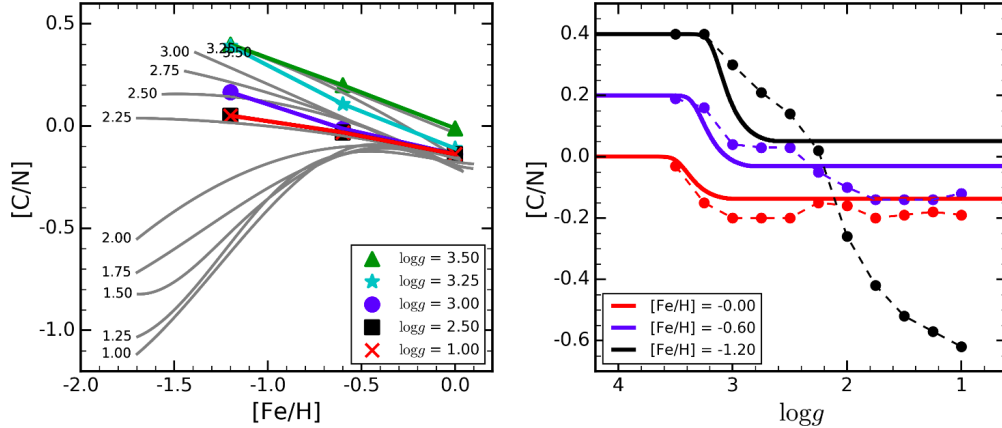 0.5
0.0
-0.5
-1.0
[C/N]
3.00
3.25
3.50
2.75
2.50
2.25
2.00
1.75
1.50
1.25
1.00
logg = 3.50
logg = 3.25
logg = 3.00
logg = 2.50
logg = 1.00
-2.0 -1.5 -1.0 -0.5 0.0
[Fe/H]
0.4
0.2
0.0
-0.2
-0.4
-0.6
[C/N]
[Fe/H] = -0.00
[Fe/H] = -0.60
[Fe/H] = -1.20
4 3 2 1
logg